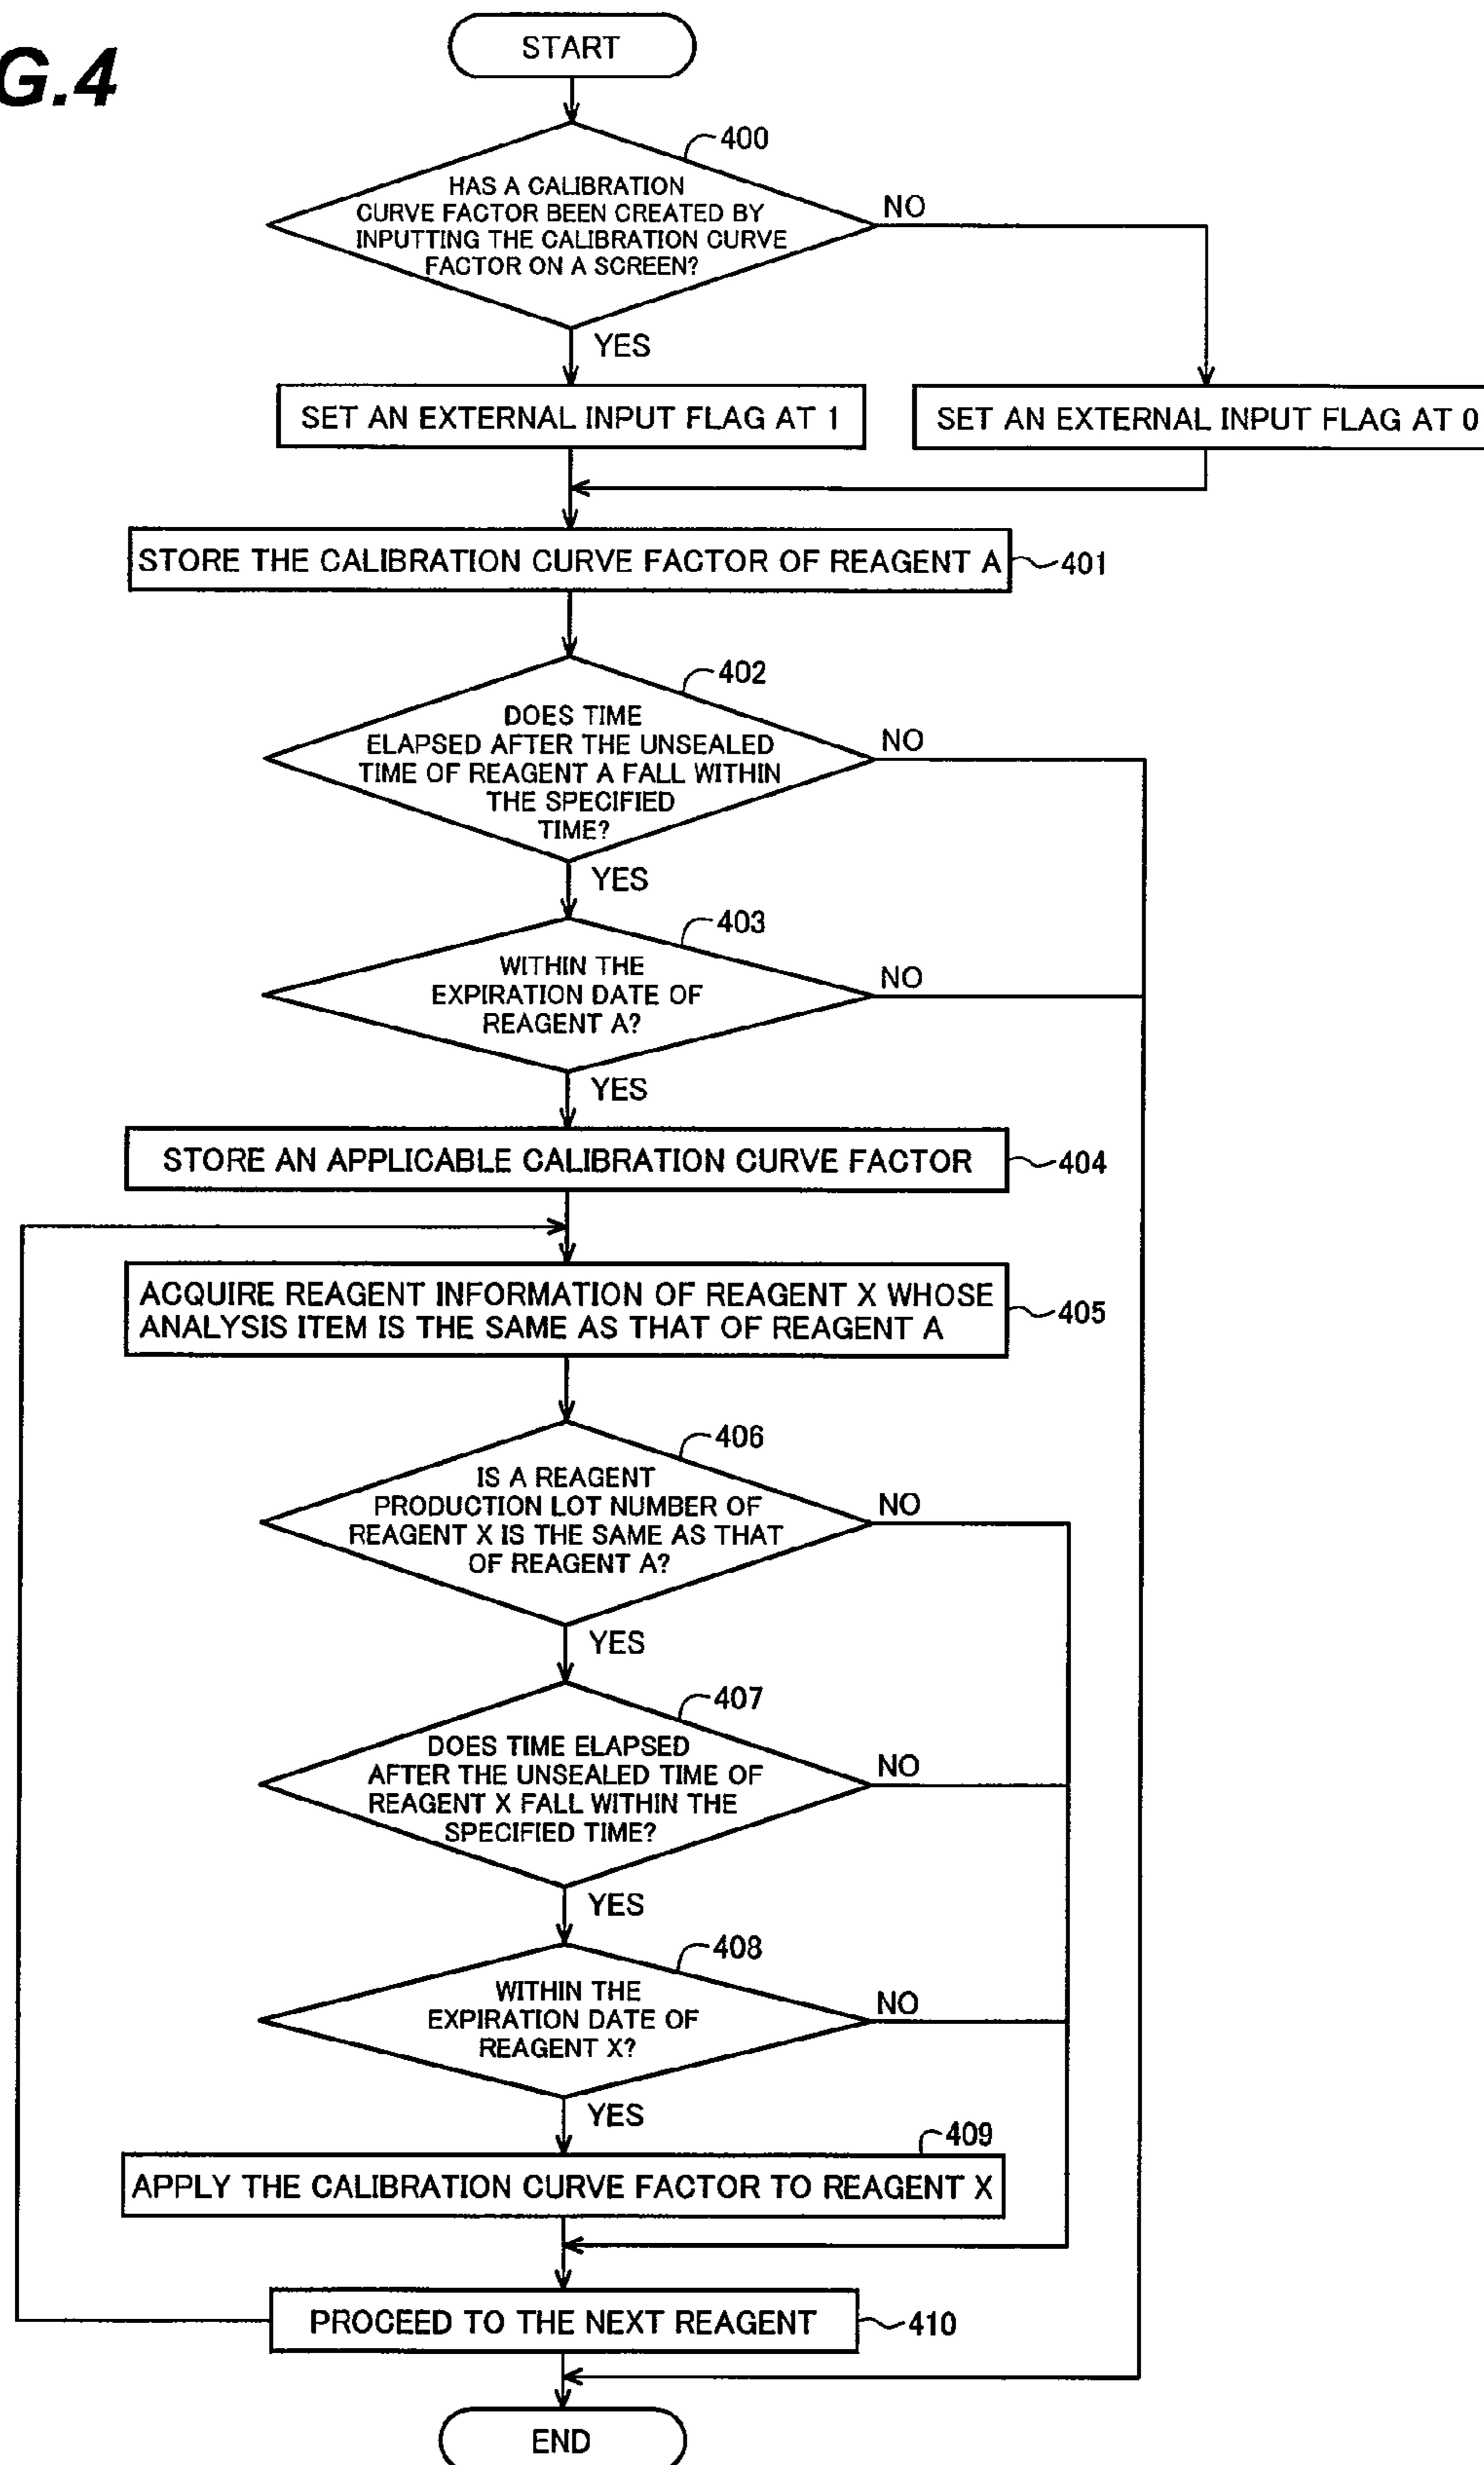 G.4
START
400
HAS A CALIBRATION
CURVE FACTOR BEEN CREATED BY
INPUTTING THE CALIBRATION CURVE
FACTOR ON A SCREEN?
NO
YES
SET AN EXTERNAL INPUT FLAG AT 1
SET AN EXTERNAL INPUT FLAG AT 0
STORE THE CALIBRATION CURVE FACTOR OF REAGENT A
401
402
DOES TIME
ELAPSED AFTER THE UNSEALED
TIME OF REAGENT A FALL WITHIN
THE SPECIFIED
TIME?
NO
YES
403
WITHIN THE
EXPIRATION DATE OF
REAGENT A?
NO
YES
STORE AN APPLICABLE CALIBRATION CURVE FACTOR
404
ACQUIRE REAGENT INFORMATION OF REAGENT X WHOSE
ANALYSIS ITEM IS THE SAME AS THAT OF REAGENT A
405
406
IS A REAGENT
PRODUCTION LOT NUMBER OF
REAGENT X IS THE SAME AS THAT
OF REAGENT A?
NO
YES
407
DOES TIME ELAPSED
AFTER THE UNSEALED TIME OF
REAGENT X FALL WITHIN THE
SPECIFIED TIME?
NO
YES
408
WITHIN THE
EXPIRATION DATE OF
REAGENT X?
NO
YES
409
APPLY THE CALIBRATION CURVE FACTOR TO REAGENT X
PROCEED TO THE NEXT REAGENT
410
END